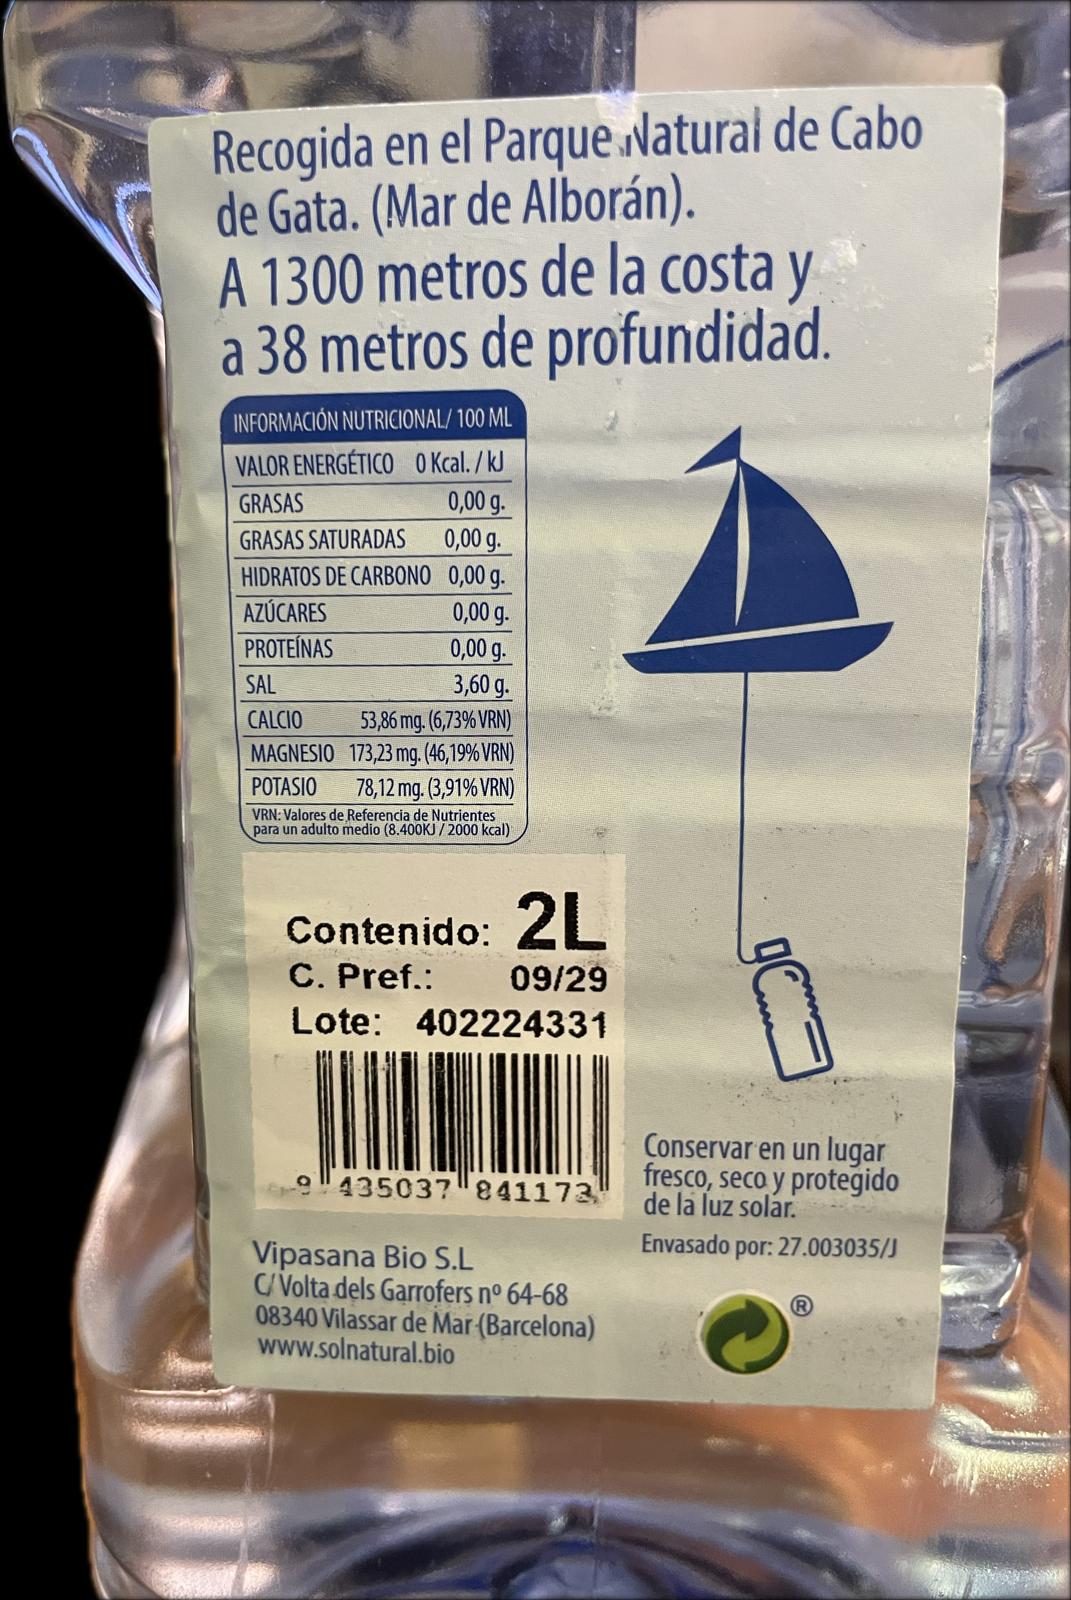 Recogida en el Parque Natural de Cabo
de Gata. (Mar de Alborán).
A 1300 metros de la costa y
a 38 metros de profundidad.
INFORMACIÓN NUTRICIONAL/ 100 ML
VALOR ENERGÉTICO 0 Kcal. / kJ
GRASAS 0,00 g.
GRASAS SATURADAS 0,00 g.
HIDRATOS DE CARBONO 0,00 g.
AZÚCARES 0,00 g.
PROTEÍNAS 0,00 g.
SAL 3,60 g.
CALCIO 53,86 mg. (6,73% VRN)
MAGNESIO 173,23 mg. (46,19% VRN)
POTASIO 78,12 mg. (3,91% VRN)
VRN: Valores de Referencia de Nutrientes
para un adulto medio (8.400KJ / 2000 kcal)
Contenido: 2L
C. Pref.: 09/29
Lote: 402224331
9 435037 841173
Conservar en un lugar
fresco, seco y protegido
de la luz solar.
Envasado por: 27.003035/J
Vipasana Bio S.L
C/ Volta dels Garrofers nº 64-68
08340 Vilassar de Mar (Barcelona)
www.solnatural.bio
®